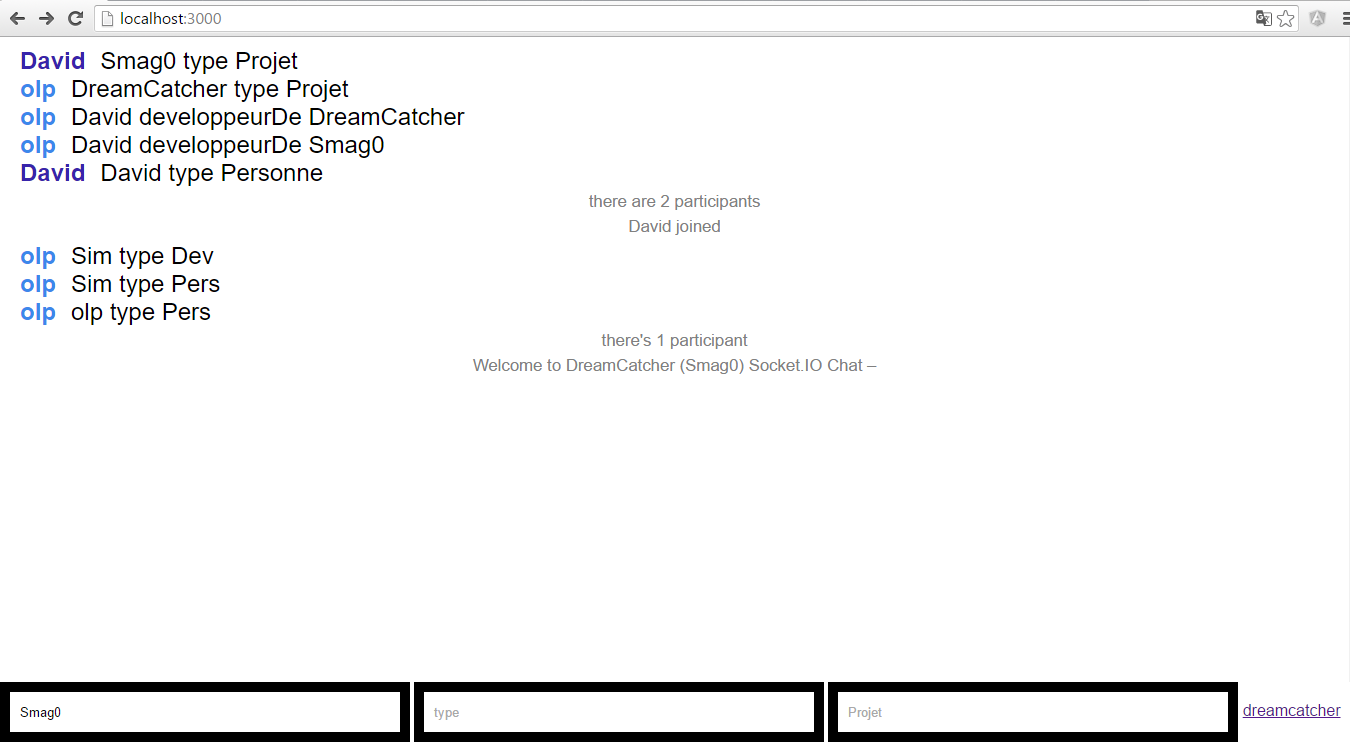 localhost:3000
David Smag0 type Projet
olp DreamCatcher type Projet
olp David developpeurDe DreamCatcher
olp David developpeurDe Smag0
David David type Personne
there are 2 participants
David joined
olp Sim type Dev
olp Sim type Pers
olp olp type Pers
there's 1 participant
Welcome to DreamCatcher (Smag0) Socket.IO Chat –
Smag0 type Projet dreamcatcher